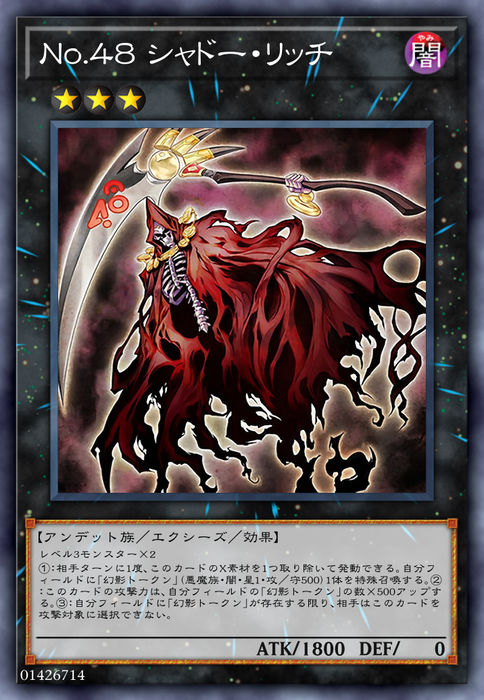 No.48 シャドー・リッチ
やみ
闇
【アンデット族／エクシーズ／効果】
レベル3モンスター×2
①：相手ターンに1度、このカードのX素材を1つ取り除いて発動できる。自分フ
ィールドに「幻影トークン」(悪魔族・闇・星1・攻／守500)1体を特殊召喚する。②
：このカードの攻撃力は、自分フィールドの「幻影トークン」の数×500アップす
る。③：自分フィールドに「幻影トークン」が存在する限り、相手はこのカードを
攻撃対象に選択できない。
ATK/1800 DEF/ 0
01426714